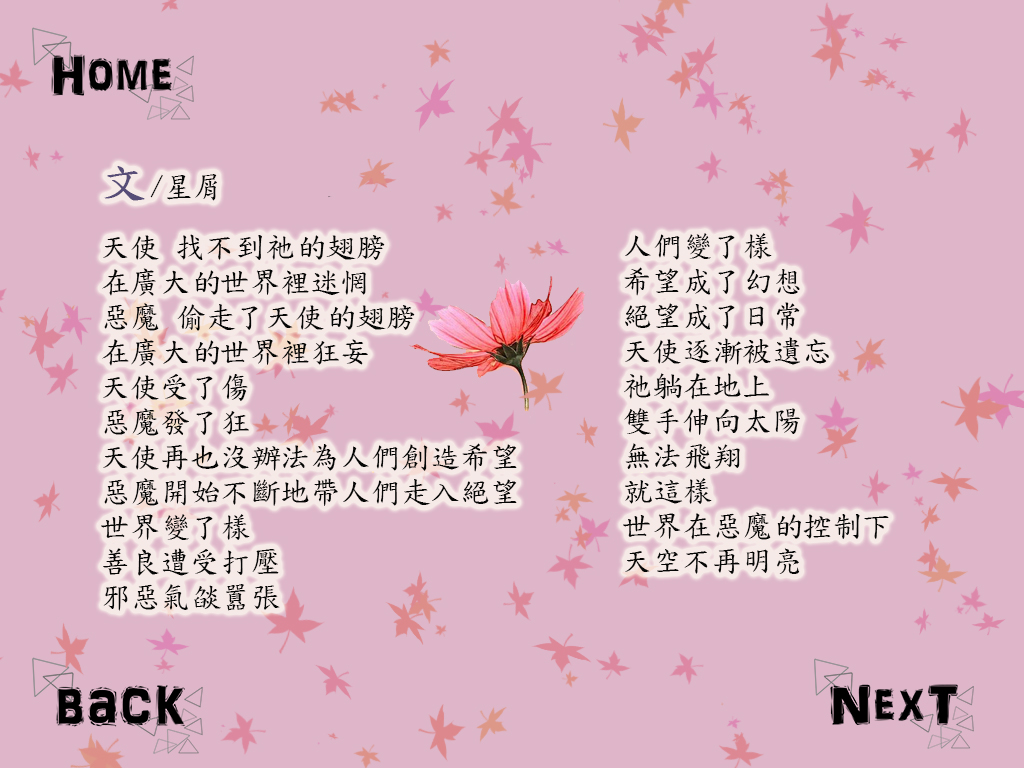 HOME
文/星屑
天使 找不到祂的翅膀
在廣大的世界裡迷惘
惡魔 偷走了天使的翅膀
在廣大的世界裡狂妄
天使受了傷
惡魔發了狂
天使再也沒辦法為人們創造希望
惡魔開始不斷地帶人們走入絕望
世界變了樣
善良遭受打壓
邪惡氣燄囂張
人們變了樣
希望成了幻想
絕望成了日常
天使逐漸被遺忘
祂躺在地上
雙手伸向太陽
無法飛翔
就這樣
世界在惡魔的控制下
天空不再明亮
BACK
NEXT